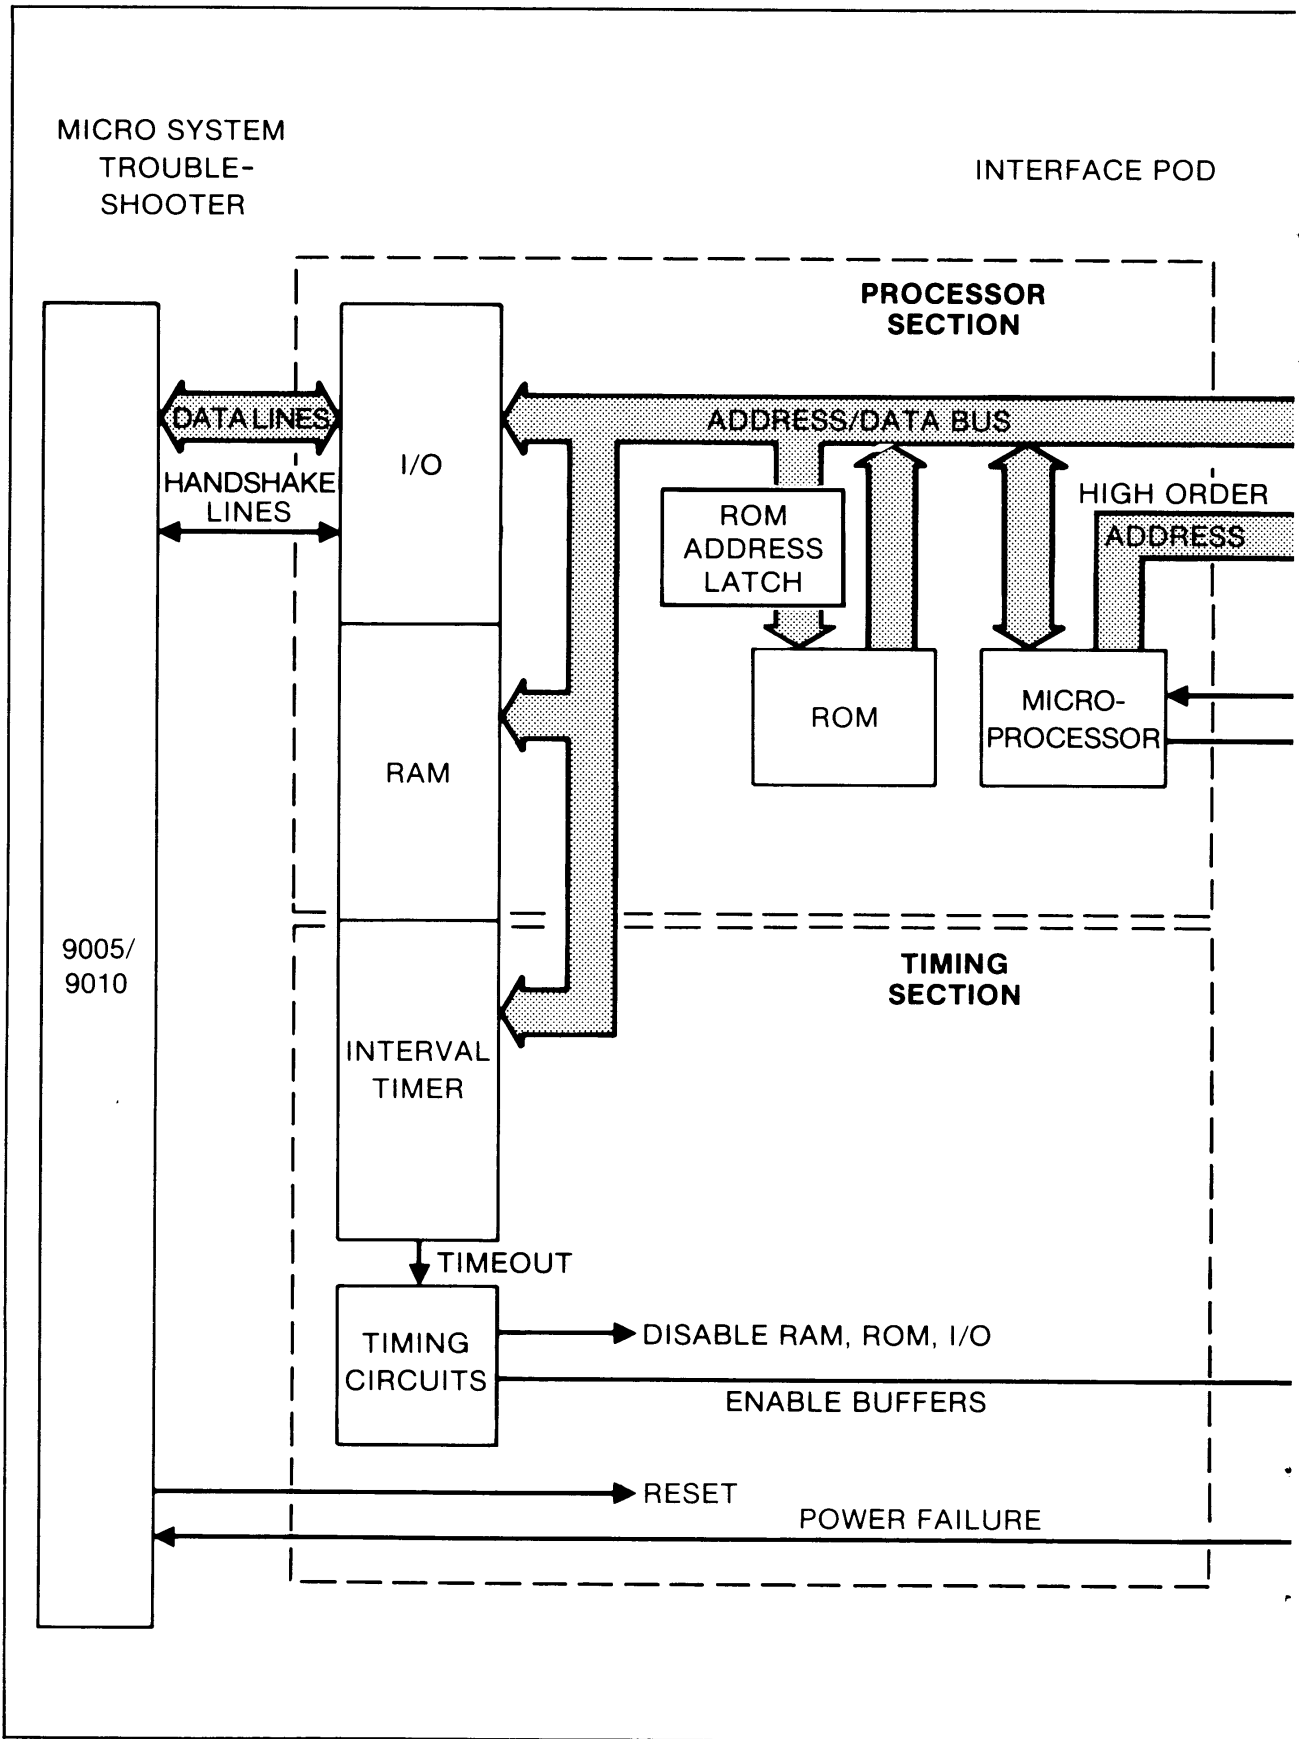 MICRO SYSTEM
TROUBLE-
SHOOTER
INTERFACE POD
PROCESSOR
SECTION
DATA LINES
ADDRESS/DATA BUS
I/O
HANDSHAKE
LINES
ROM
ADDRESS
LATCH
HIGH ORDER
ADDRESS
ROM
MICRO-
PROCESSOR
RAM
9005/
9010
TIMING
SECTION
INTERVAL
TIMER
TIMEOUT
TIMING
CIRCUITS
DISABLE RAM, ROM, I/O
ENABLE BUFFERS
RESET
POWER FAILURE